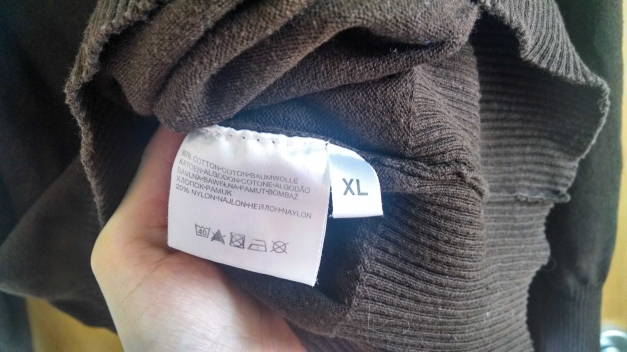 80% COTTON•COTON•BAUMWOLLE
KATOEN•ALGODON•COTONE•ALGODÃO
BAVLNA•BAWEŁNA•PAMUT•BOMBAZ
ХЛОПОК•PAMUK
20% NYLON•NAJLON•НЕЙЛОН•NAYLON
XL
40